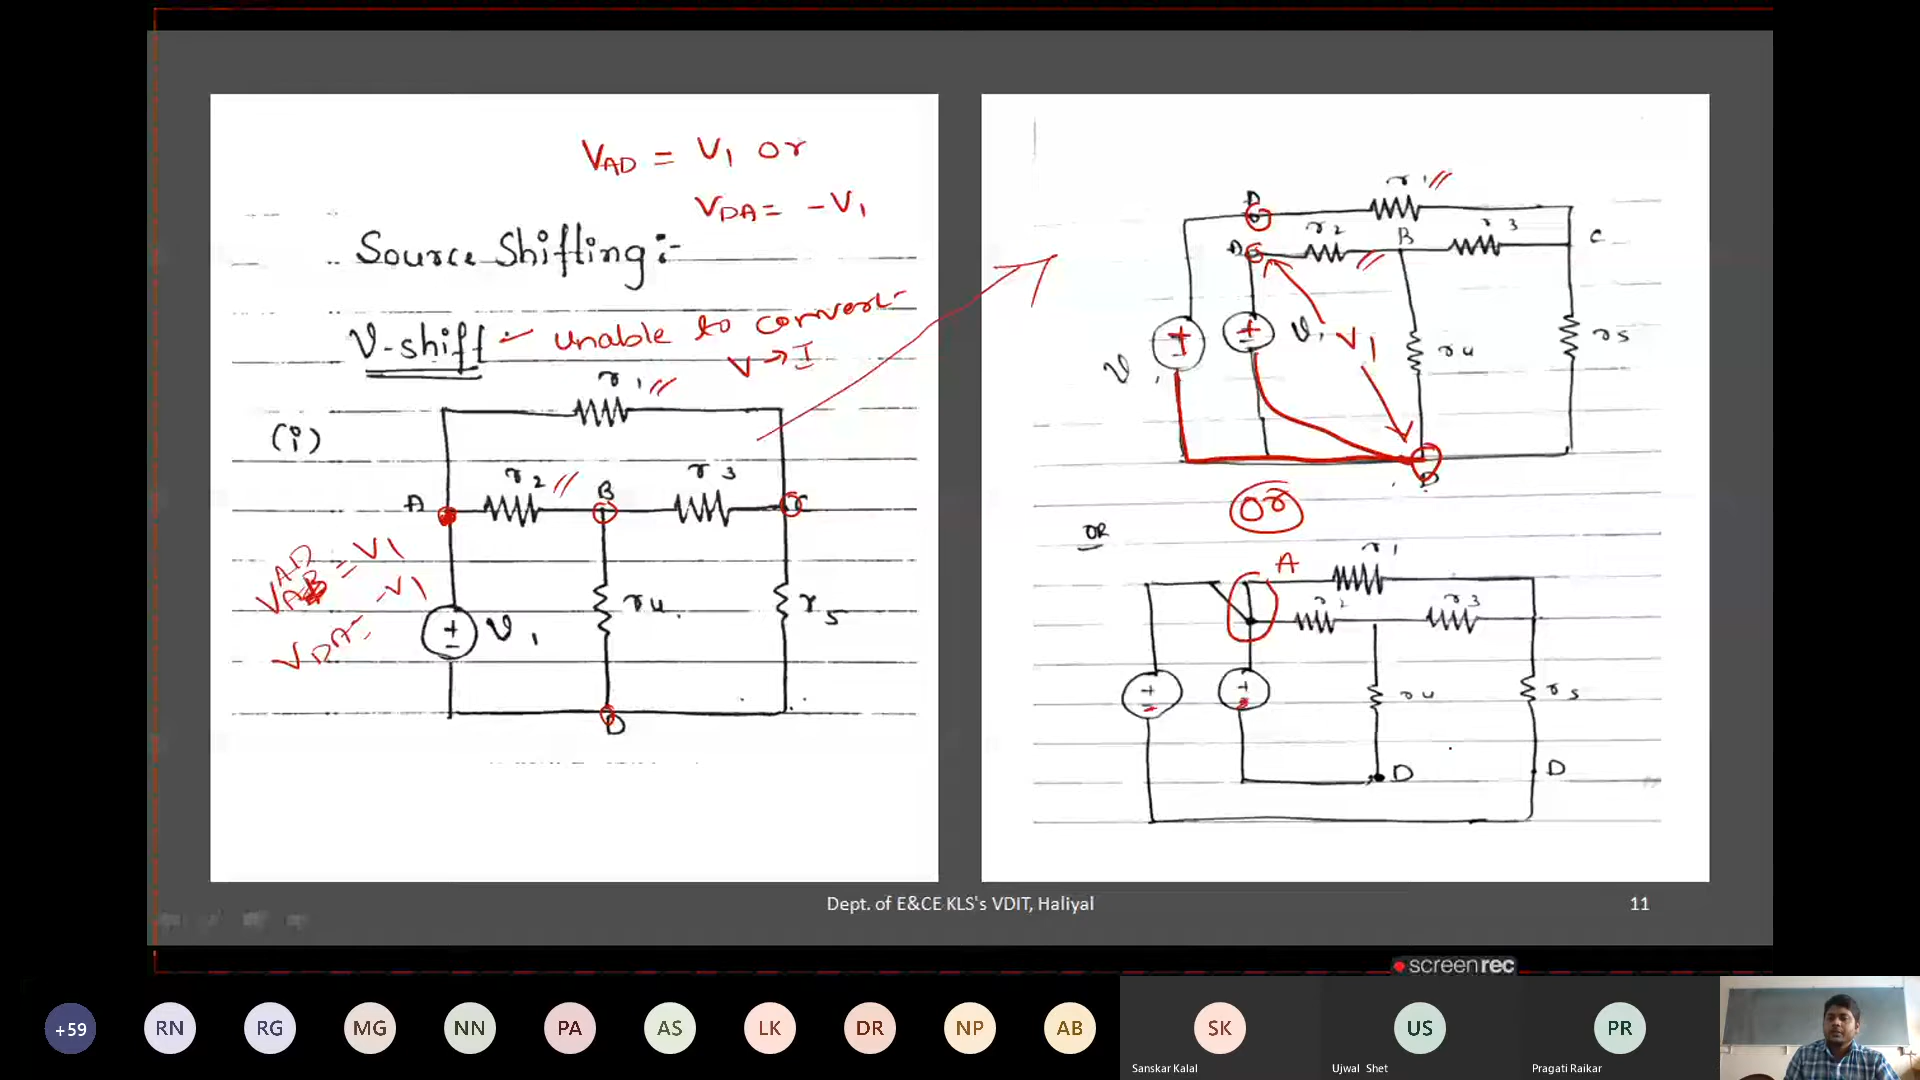 VAD = V1 or
VDA = -V1
Source Shifting:-
V-shift :- unable to convert
V → I
r1
(i)
A
r2
B
r3
C
VAD = V1
VDA = -V1
+
-
V1
r4
r5
D
A
r1
A
r2
B
r3
C
+
-
+
-
V1
V1
V1
r4
r5
D
OR
or
A
r1
r2
r3
+
-
+
-
r4
r5
D
D
Dept. of E&CE KLS's VDIT, Haliyal
11
screenrec
+59
RN
RG
MG
NN
PA
AS
LK
DR
NP
AB
SK
US
PR
Sanskar Kalal
Ujwal Shet
Pragati Raikar